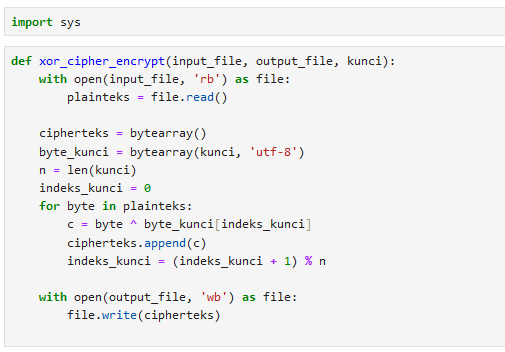 import sys
def xor_cipher_encrypt(input_file, output_file, kunci):
    with open(input_file, 'rb') as file:
        plainteks = file.read()

    cipherteks = bytearray()
    byte_kunci = bytearray(kunci, 'utf-8')
    n = len(kunci)
    indeks_kunci = 0
    for byte in plainteks:
        c = byte ^ byte_kunci[indeks_kunci]
        cipherteks.append(c)
        indeks_kunci = (indeks_kunci + 1) % n

    with open(output_file, 'wb') as file:
        file.write(cipherteks)